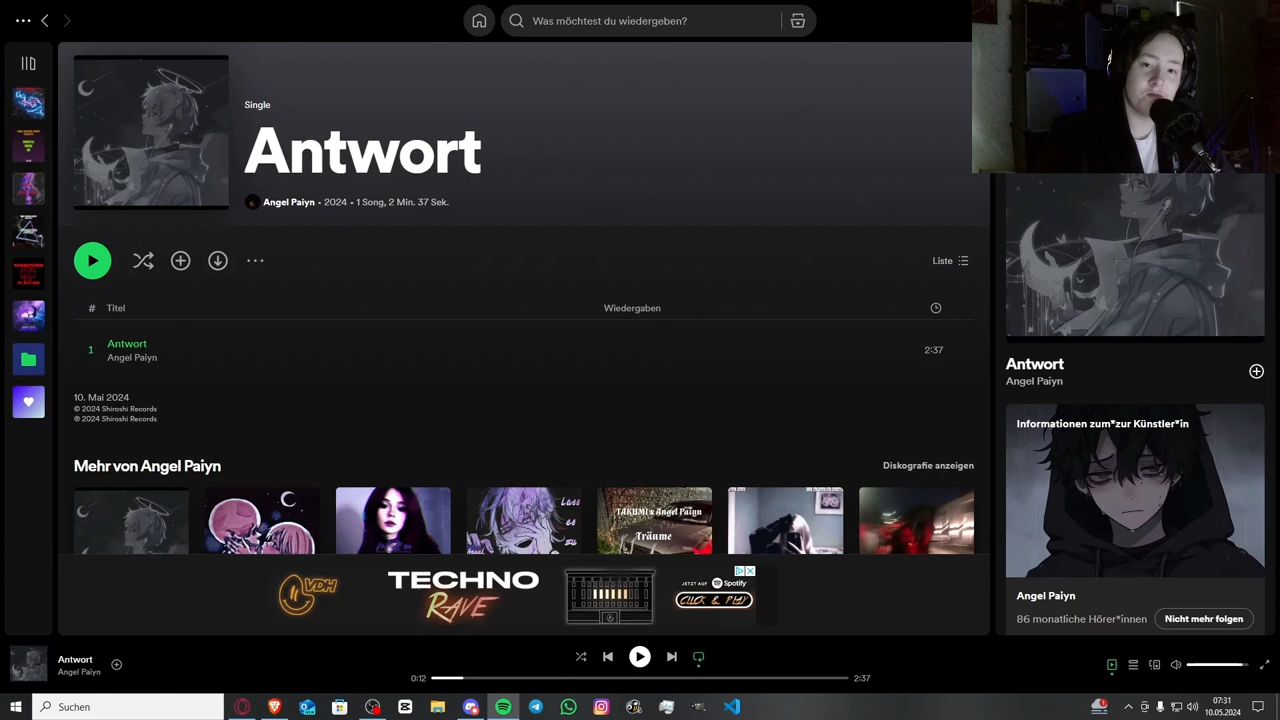 Was möchtest du wiedergeben?
Single
Antwort
Angel Paiyn • 2024 • 1 Song, 2 Min. 37 Sek.
Liste
# Titel Wiedergaben
1 Antwort 2:37
Angel Paiyn
10. Mai 2024
© 2024 Shiroshi Records
℗ 2024 Shiroshi Records
Mehr von Angel Paiyn
Diskografie anzeigen
TAKUMI x Angel Paiyn
Träume
VDH
TECHNO
RAVE
JETZT AUF Spotify
CLICK & PLAY
Antwort
Angel Paiyn
Informationen zum*zur Künstler*in
Angel Paiyn
86 monatliche Hörer*innen
Nicht mehr folgen
Antwort
Angel Paiyn
0:12
2:37
Suchen
07:31
10.05.2024